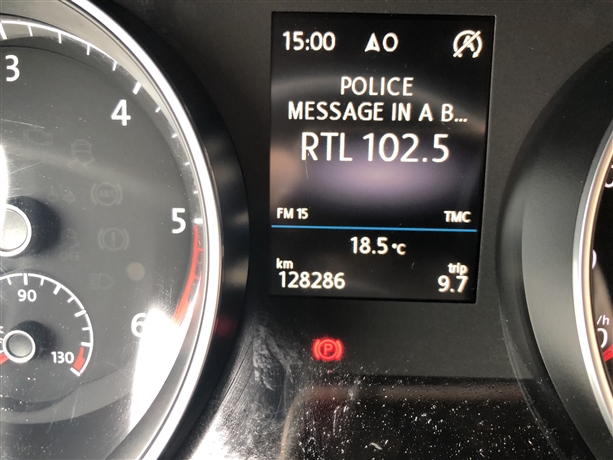 15:00 AO
POLICE
MESSAGE IN A B...
RTL 102.5
FM 15 TMC
18.5 °C
km trip
128286 9.7
P
3
4
5
6
90
130
/h